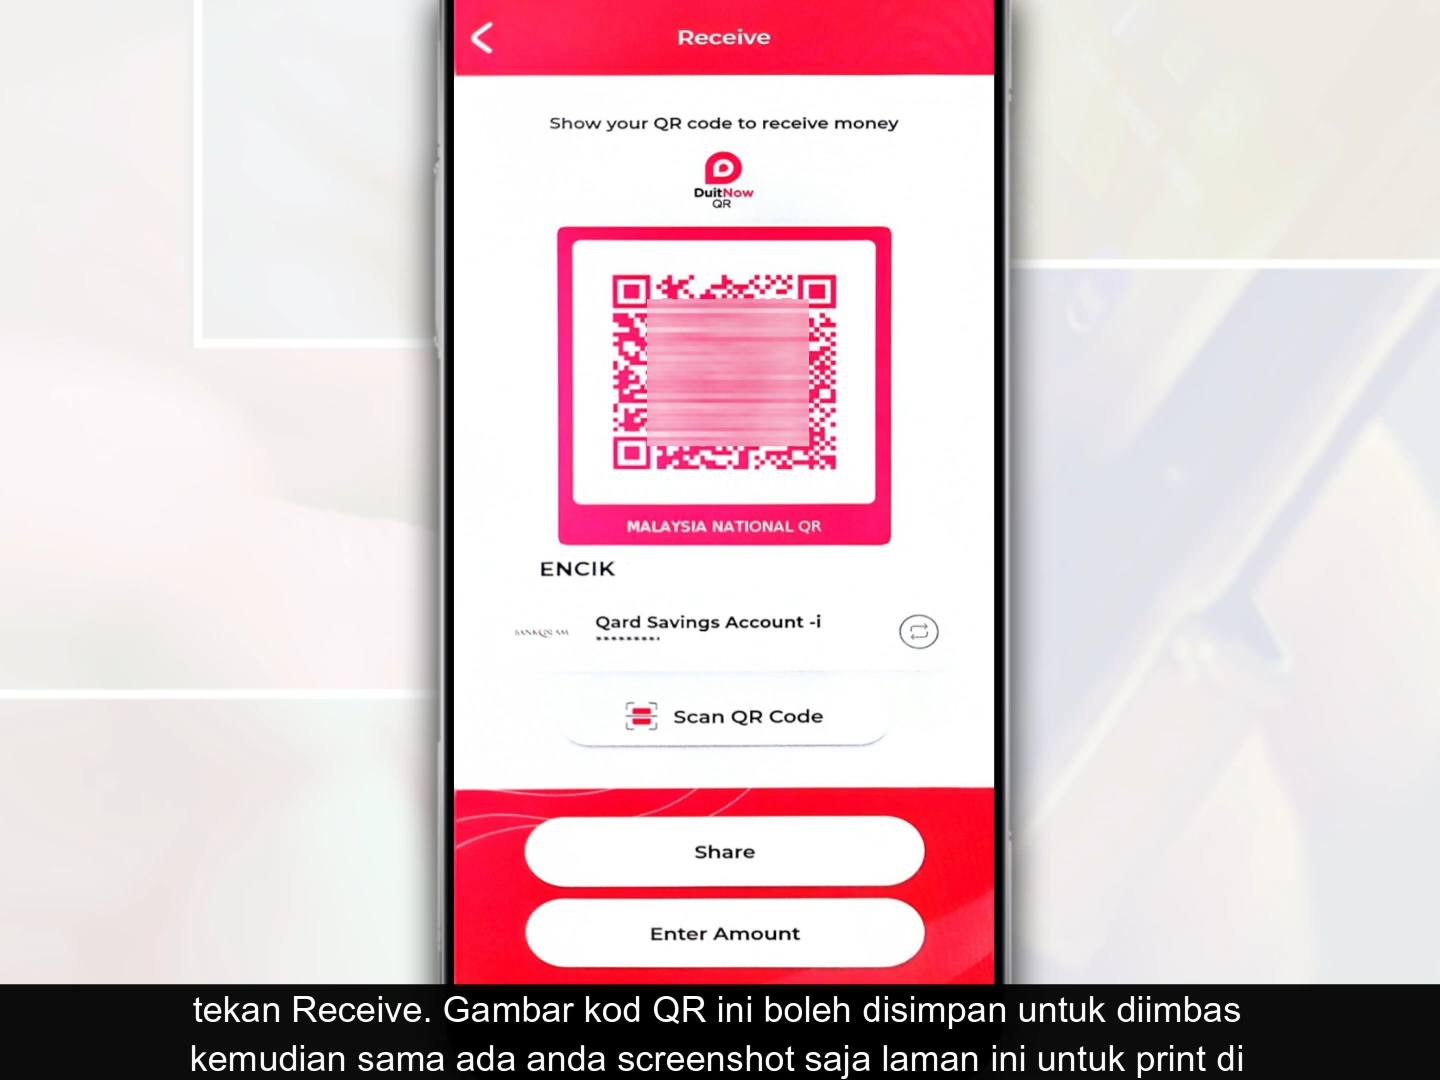 Receive
Show your QR code to receive money
DuitNow
QR
MALAYSIA NATIONAL QR
ENCIK
BANK ISLAM
Qard Savings Account -i
Scan QR Code
Share
Enter Amount
tekan Receive. Gambar kod QR ini boleh disimpan untuk diimbas
kemudian sama ada anda screenshot saja laman ini untuk print di